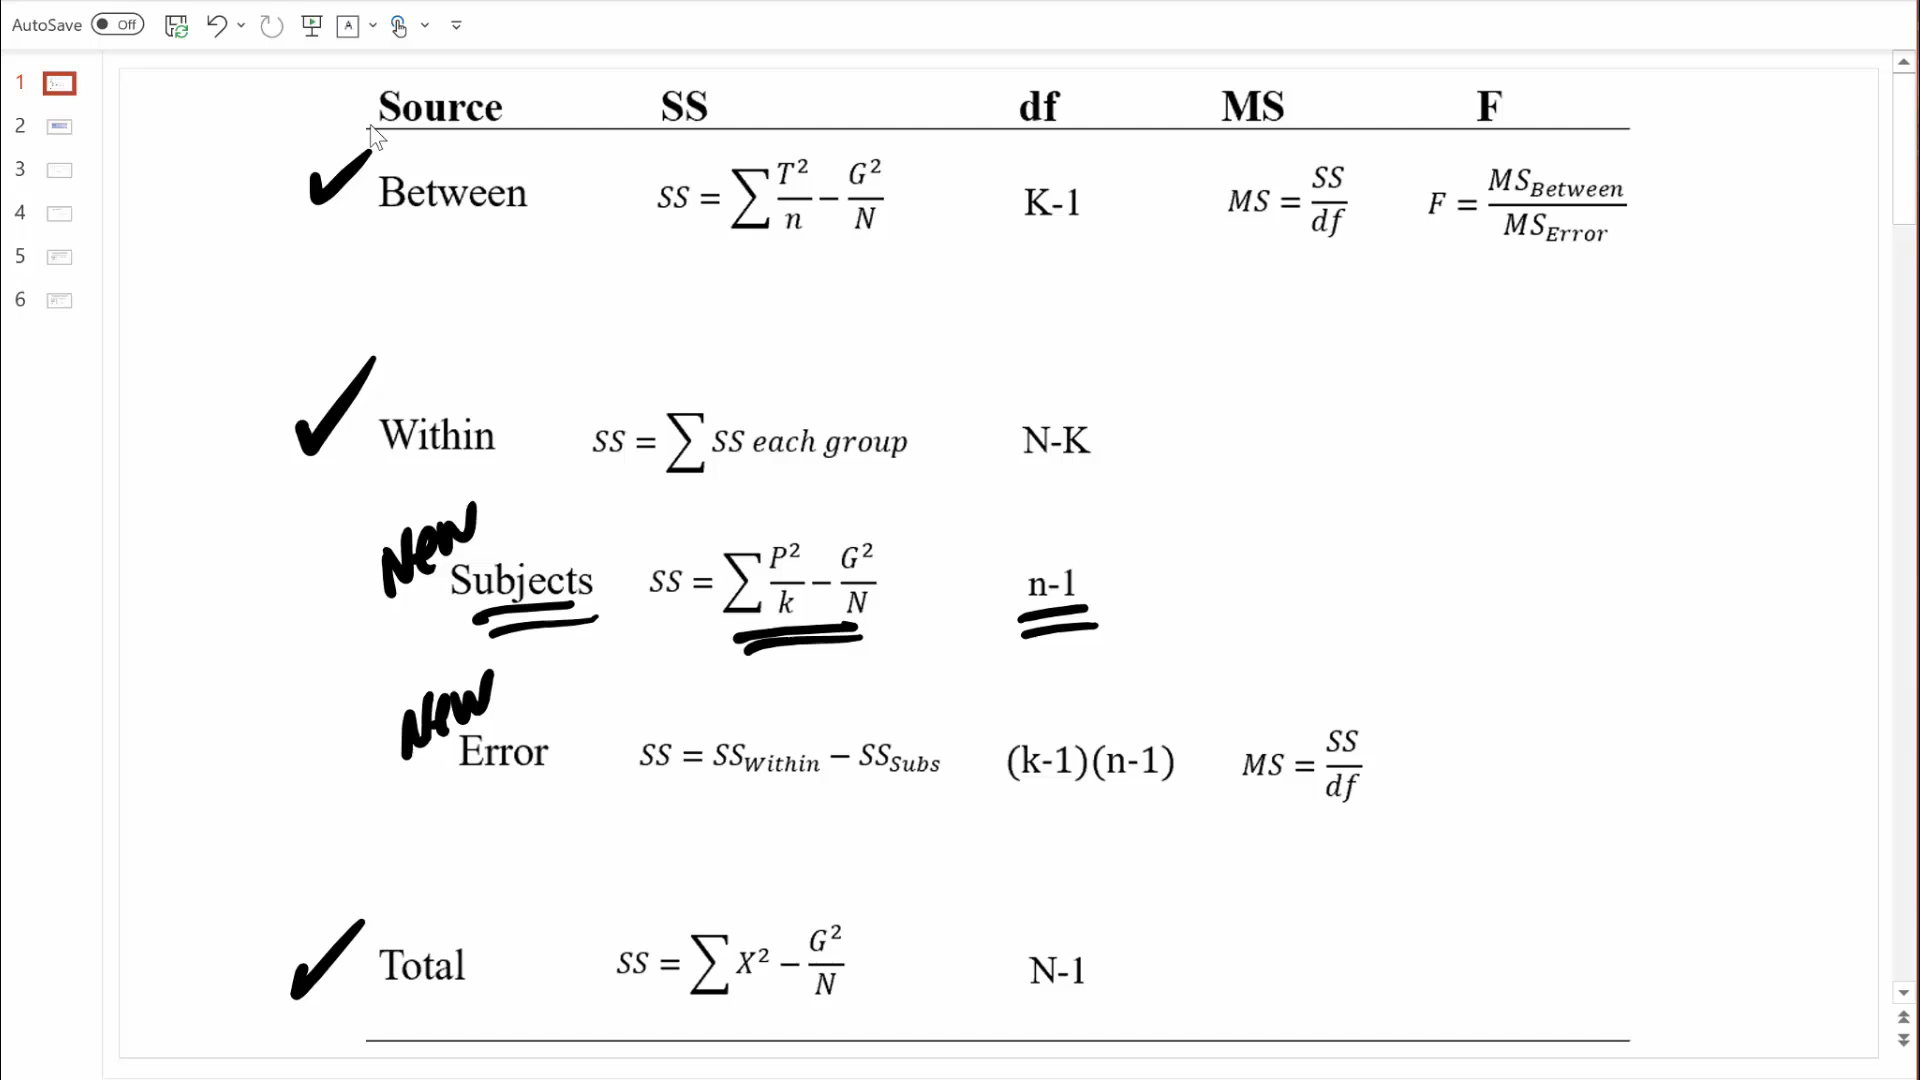 AutoSave Off A
1
2
3
4
5
6
Source SS df MS F
Between SS = ∑ T²/n − G²/N K-1 MS = SS/df F = MS_Between/MS_Error
Within SS = ∑ SS each group N-K
New
Subjects SS = ∑ P²/k − G²/N n-1
New
Error SS = SS_Within − SS_Subs (k-1)(n-1) MS = SS/df
Total SS = ∑ X² − G²/N N-1